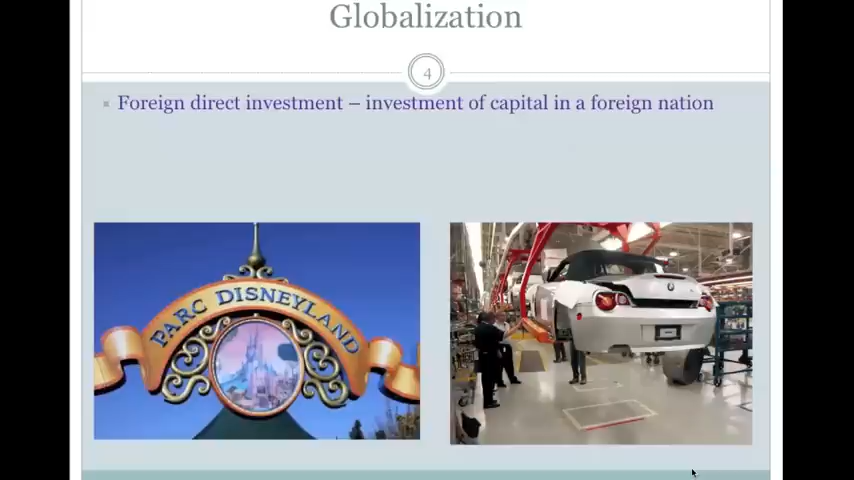 Globalization
4
Foreign direct investment – investment of capital in a foreign nation
PARC DISNEYLAND